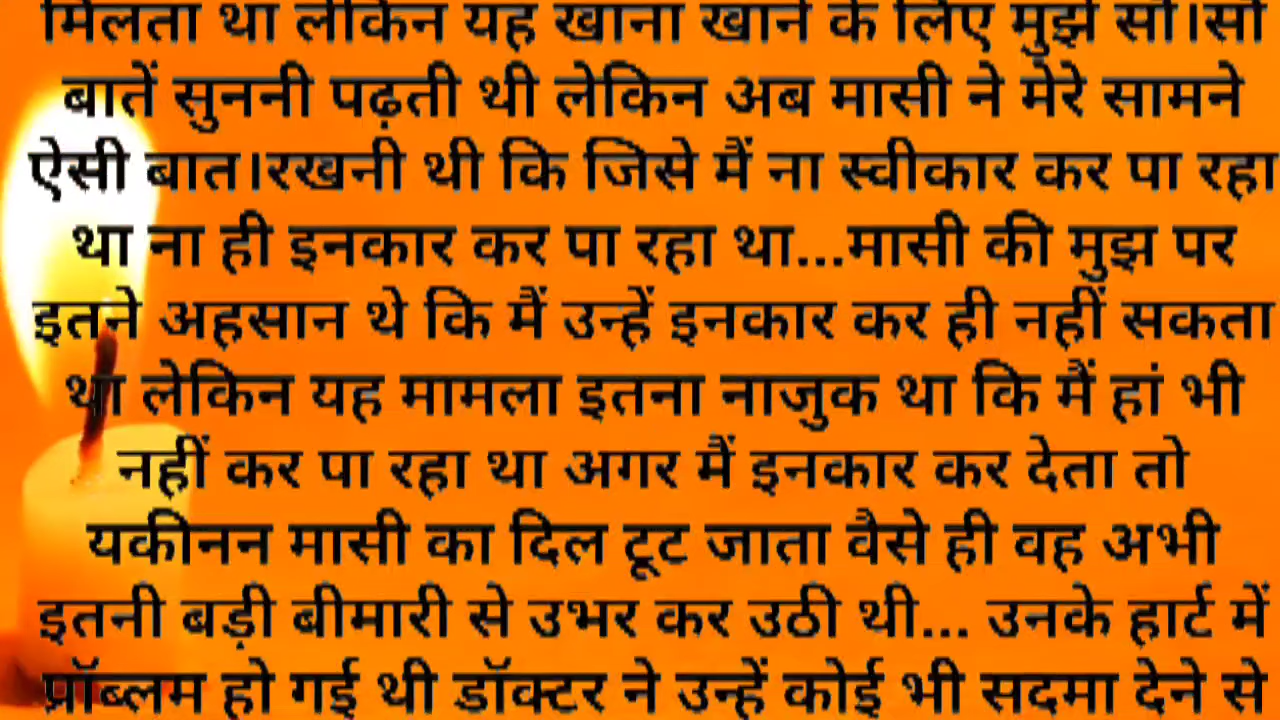 मिलता था लेकिन यह खाना खाने के लिए मुझे सौ।सौ
बातें सुननी पढ़ती थी लेकिन अब मासी ने मेरे सामने
ऐसी बात।रखनी थी कि जिसे मैं ना स्वीकार कर पा रहा
था ना ही इनकार कर पा रहा था...मासी की मुझ पर
इतने अहसान थे कि मैं उन्हें इनकार कर ही नहीं सकता
था लेकिन यह मामला इतना नाजुक था कि मैं हां भी
नहीं कर पा रहा था अगर मैं इनकार कर देता तो
यकीनन मासी का दिल टूट जाता वैसे ही वह अभी
इतनी बड़ी बीमारी से उभर कर उठी थी... उनके हार्ट में
प्रॉब्लम हो गई थी डॉक्टर ने उन्हें कोई भी सदमा देने से